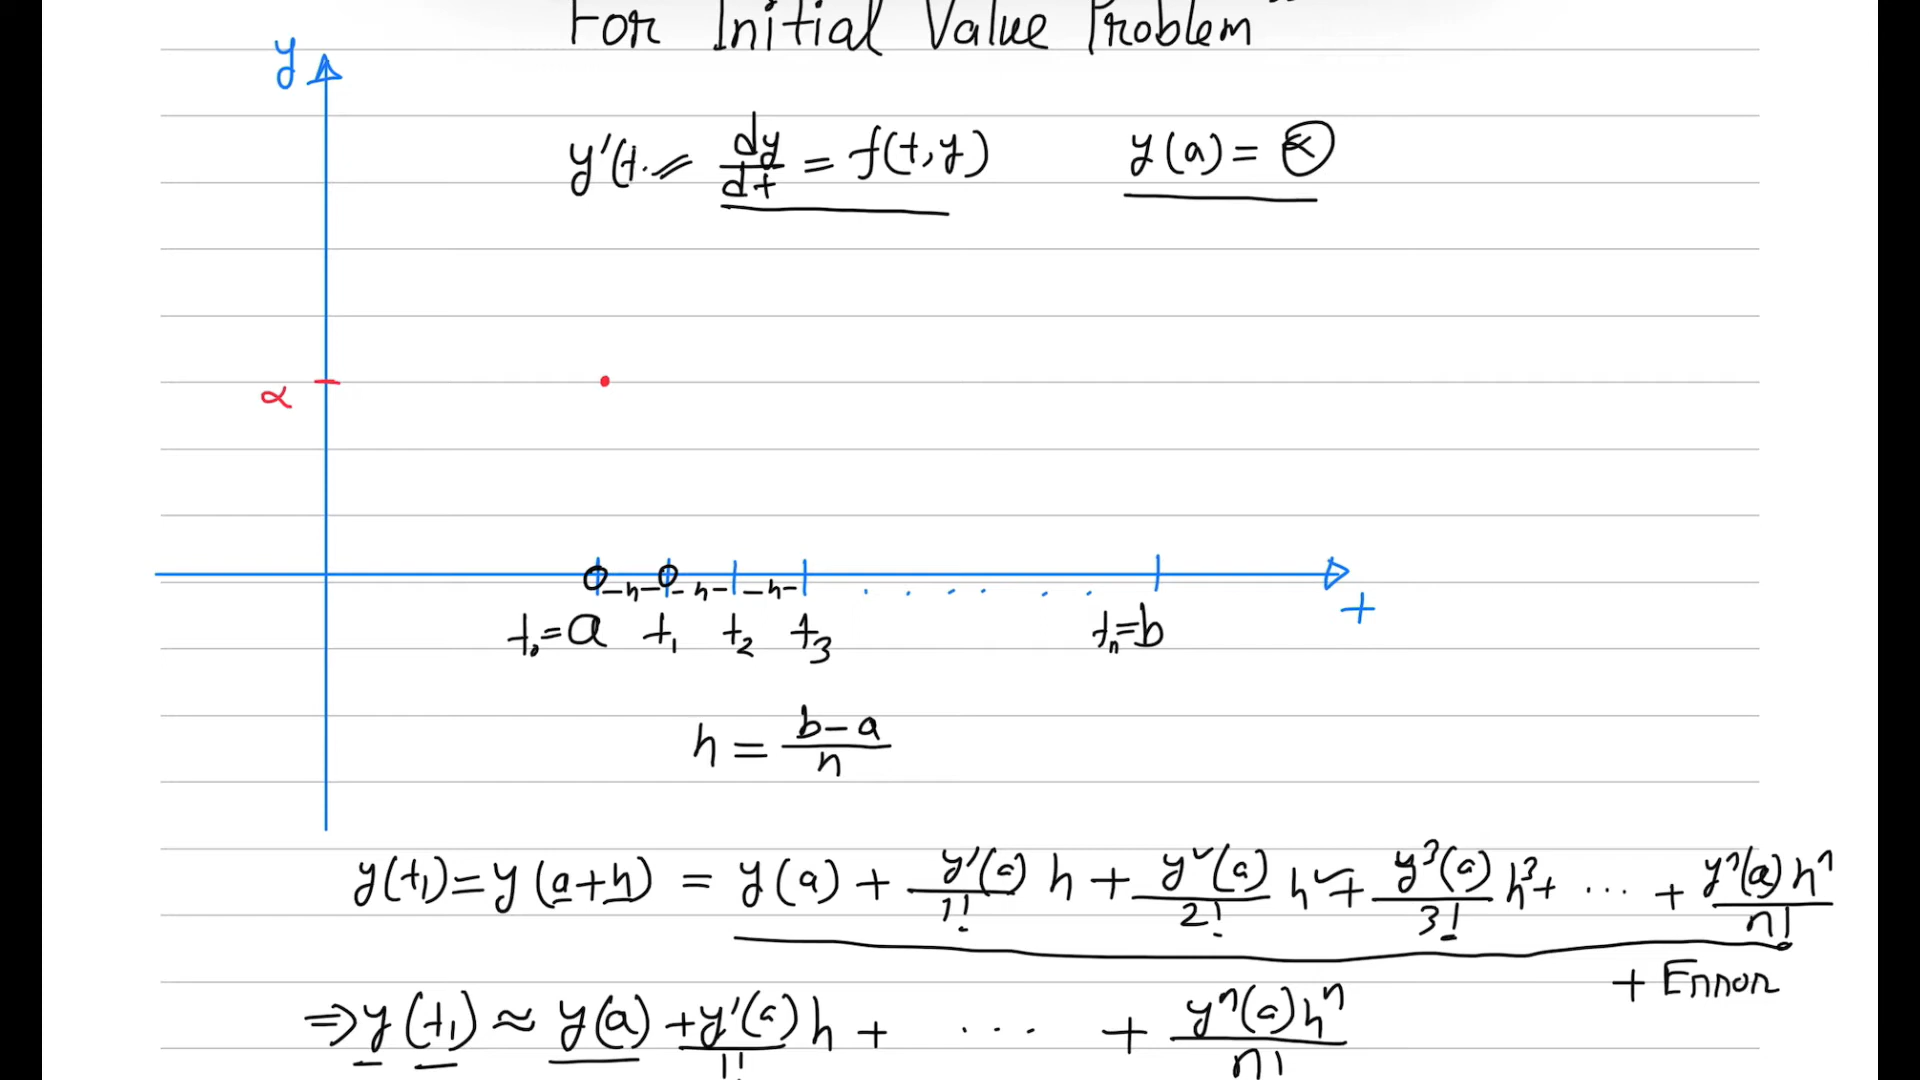 For Initial Value Problem"
y
y'(t = dy/dt = f(t,y)    y(a) = α
α
h h h
t₀=a t₁ t₂ t₃ . . . . . . . tₙ=b
t
h = (b-a)/n
y(t₁) = y(a+h) = y(a) + y'(a)/1! h + y²(a)/2! h² + y³(a)/3! h³ + ... + yⁿ(a)hⁿ/n!
+ Error
⇒ y(t₁) ≈ y(a) + y'(a)/1! h + ... + yⁿ(a)hⁿ/n!